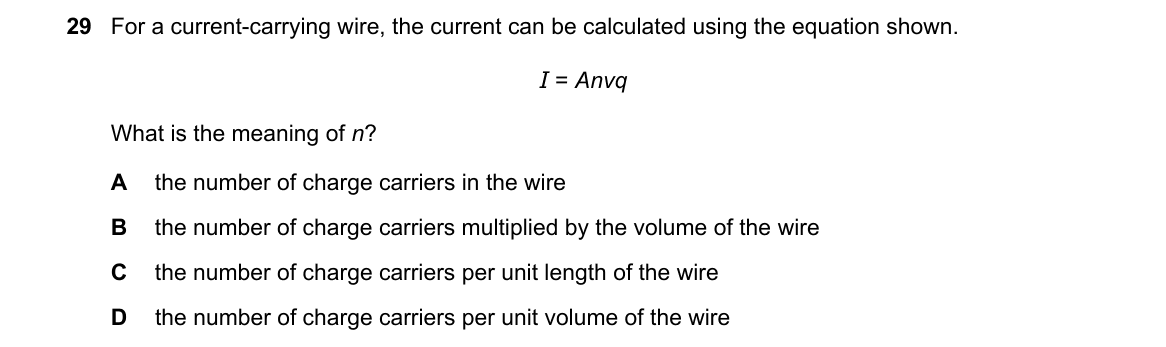 29 For a current-carrying wire, the current can be calculated using the equation shown.
I = Anvq
What is the meaning of n?
A the number of charge carriers in the wire
B the number of charge carriers multiplied by the volume of the wire
C the number of charge carriers per unit length of the wire
D the number of charge carriers per unit volume of the wire